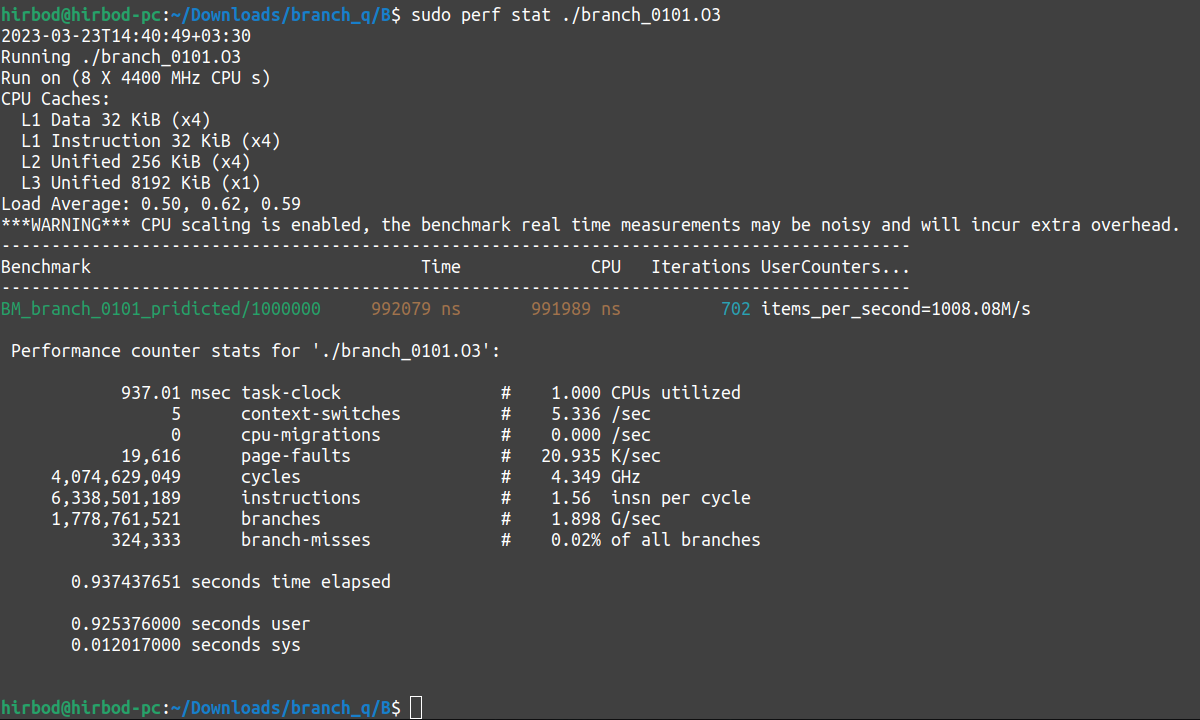 hirbod@hirbod-pc:~/Downloads/branch_q/B$ sudo perf stat ./branch_0101.O3
2023-03-23T14:40:49+03:30
Running ./branch_0101.O3
Run on (8 X 4400 MHz CPU s)
CPU Caches:
  L1 Data 32 KiB (x4)
  L1 Instruction 32 KiB (x4)
  L2 Unified 256 KiB (x4)
  L3 Unified 8192 KiB (x1)
Load Average: 0.50, 0.62, 0.59
***WARNING*** CPU scaling is enabled, the benchmark real time measurements may be noisy and will incur extra overhead.
-------------------------------------------------------------------------------------------
Benchmark                                 Time             CPU   Iterations UserCounters...
-------------------------------------------------------------------------------------------
BM_branch_0101_pridicted/1000000     992079 ns       991989 ns          702 items_per_second=1008.08M/s
 Performance counter stats for './branch_0101.O3':
            937.01 msec task-clock                #    1.000 CPUs utilized
                 5      context-switches          #    5.336 /sec
                 0      cpu-migrations            #    0.000 /sec
            19,616      page-faults               #   20.935 K/sec
     4,074,629,049      cycles                    #    4.349 GHz
     6,338,501,189      instructions              #    1.56  insn per cycle
     1,778,761,521      branches                  #    1.898 G/sec
           324,333      branch-misses             #    0.02% of all branches
       0.937437651 seconds time elapsed
       0.925376000 seconds user
       0.012017000 seconds sys
hirbod@hirbod-pc:~/Downloads/branch_q/B$